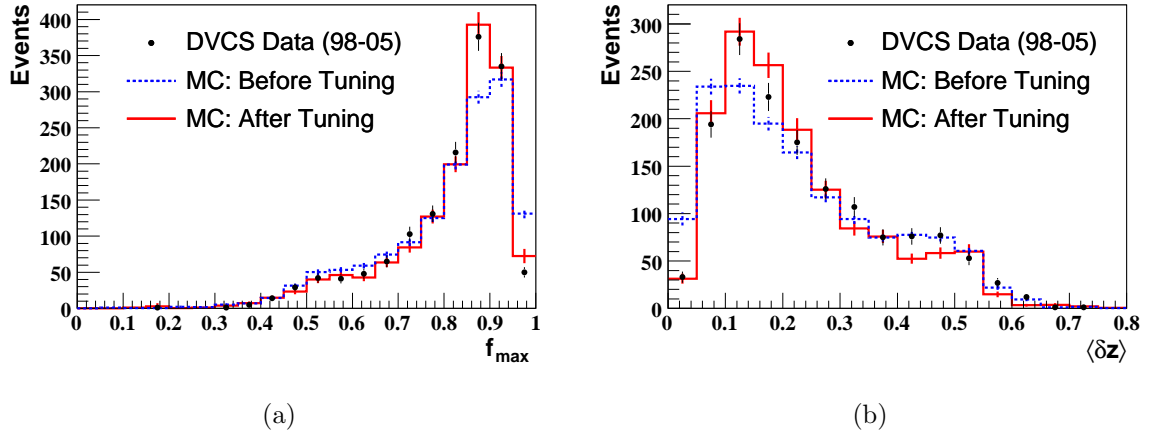 Events
400
350
300
250
200
150
100
50
0
DVCS Data (98-05)
MC: Before Tuning
MC: After Tuning
0 0.1 0.2 0.3 0.4 0.5 0.6 0.7 0.8 0.9 1
f_max
(a)
Events
300
250
200
150
100
50
0
DVCS Data (98-05)
MC: Before Tuning
MC: After Tuning
0 0.1 0.2 0.3 0.4 0.5 0.6 0.7 0.8
⟨δz⟩
(b)